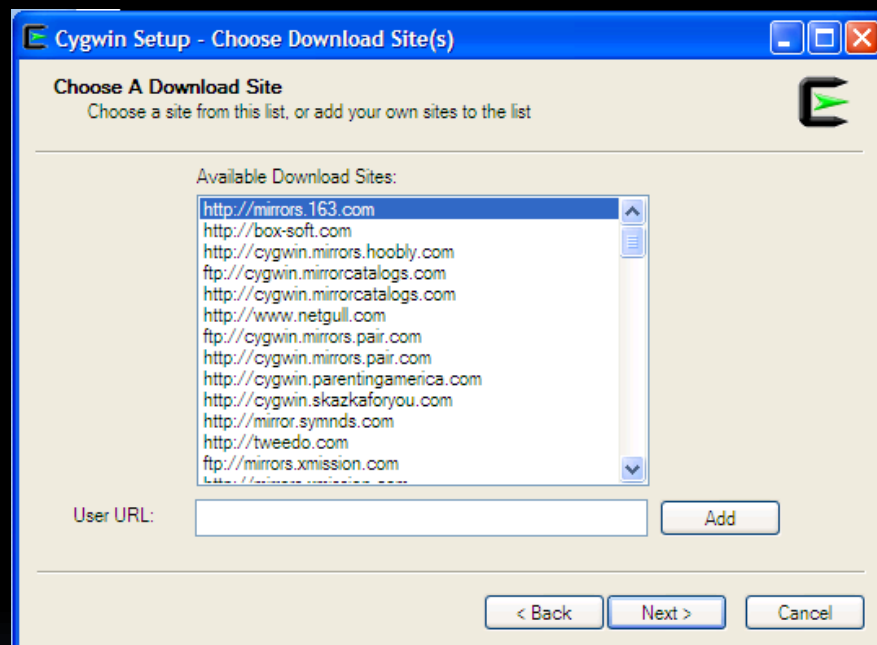 Cygwin Setup - Choose Download Site(s)
Choose A Download Site
Choose a site from this list, or add your own sites to the list
Available Download Sites:
http://mirrors.163.com
http://box-soft.com
http://cygwin.mirrors.hoobly.com
ftp://cygwin.mirrorcatalogs.com
http://cygwin.mirrorcatalogs.com
http://www.netgull.com
ftp://cygwin.mirrors.pair.com
http://cygwin.mirrors.pair.com
http://cygwin.parentingamerica.com
http://cygwin.skazkaforyou.com
http://mirror.symnds.com
http://tweedo.com
ftp://mirrors.xmission.com
http://mirrors.xmission.com
User URL:
Add
< Back
Next >
Cancel